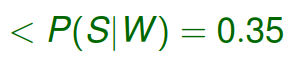 < P(S|W) = 0.35